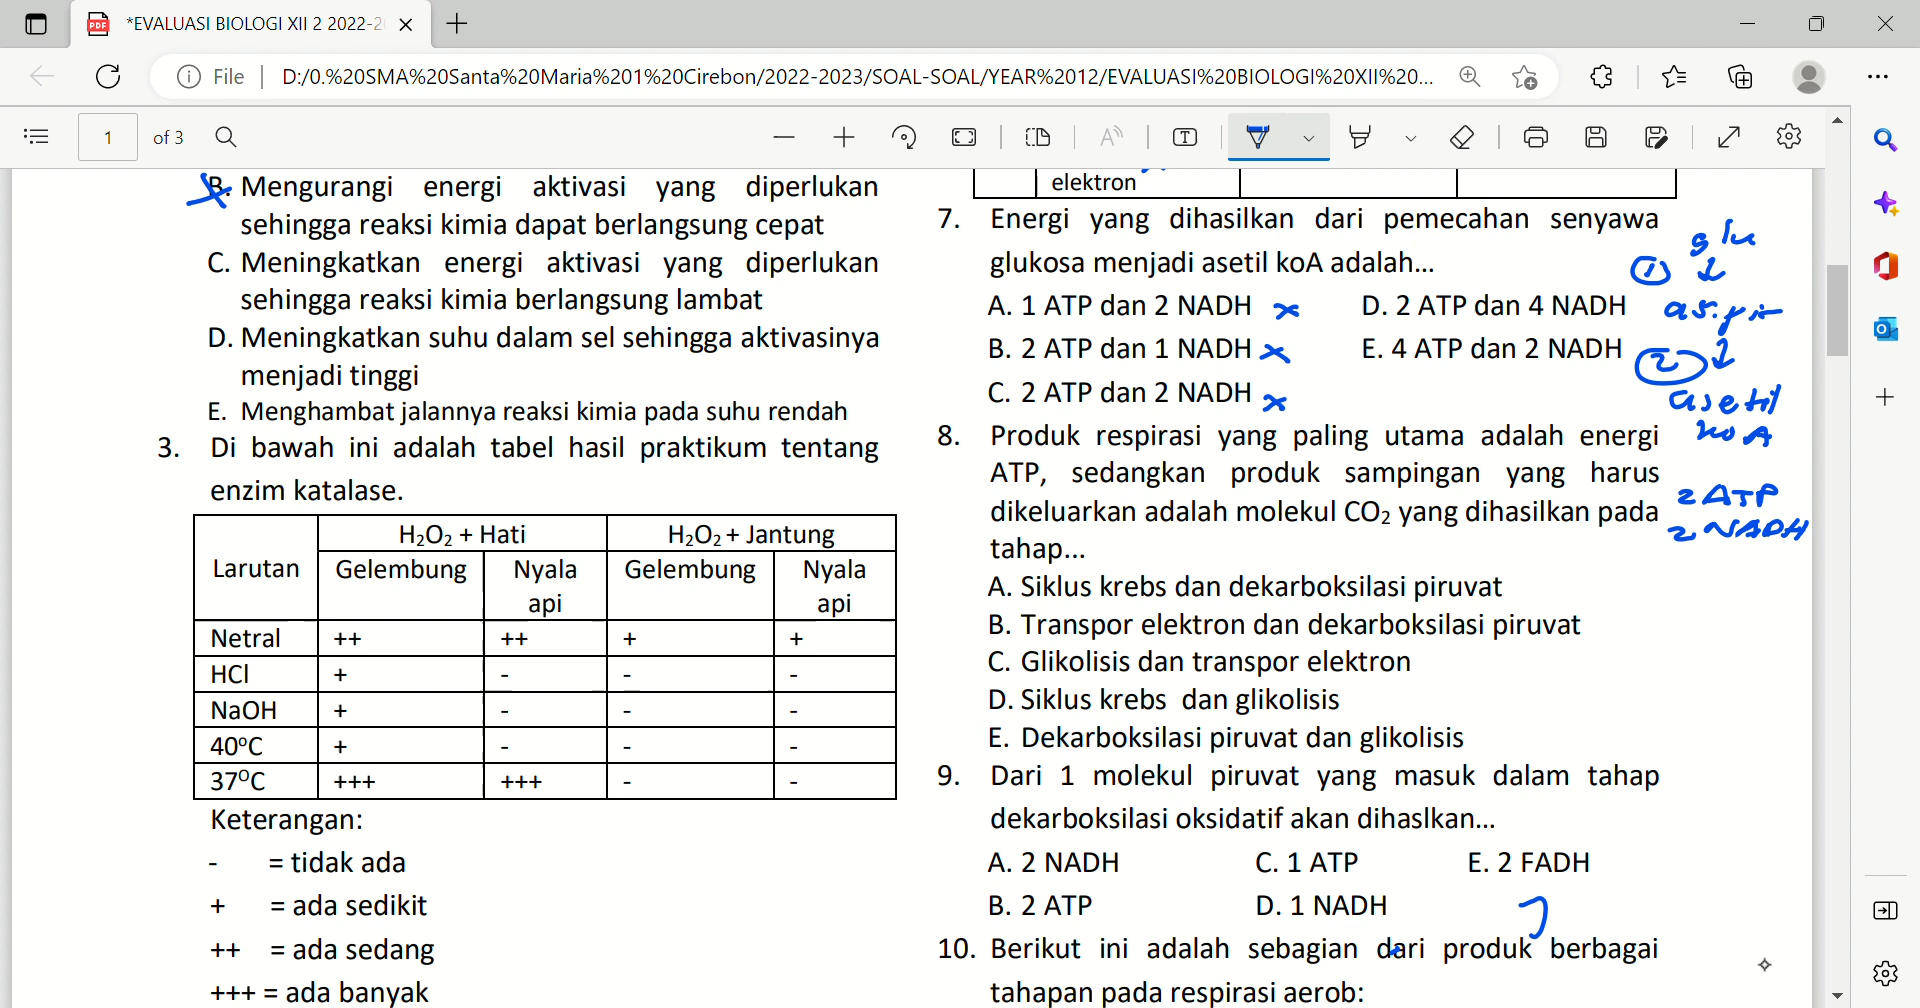 *EVALUASI BIOLOGI XII 2 2022-2
File
D:/0.%20SMA%20Santa%20Maria%201%20Cirebon/2022-2023/SOAL-SOAL/YEAR%2012/EVALUASI%20BIOLOGI%20XII%20...
1 of 3
B. Mengurangi energi aktivasi yang diperlukan
sehingga reaksi kimia dapat berlangsung cepat
C. Meningkatkan energi aktivasi yang diperlukan
sehingga reaksi kimia berlangsung lambat
D. Meningkatkan suhu dalam sel sehingga aktivasinya
menjadi tinggi
E. Menghambat jalannya reaksi kimia pada suhu rendah
3. Di bawah ini adalah tabel hasil praktikum tentang
enzim katalase.
Larutan H₂O₂ + Hati H₂O₂ + Jantung
Gelembung Nyala api Gelembung Nyala api
Netral ++ ++ + +
HCl + - - -
NaOH + - - -
40°C + - - -
37°C +++ +++ - -
Keterangan:
- = tidak ada
+ = ada sedikit
++ = ada sedang
+++ = ada banyak
elektron
7. Energi yang dihasilkan dari pemecahan senyawa
glukosa menjadi asetil koA adalah...
A. 1 ATP dan 2 NADH x D. 2 ATP dan 4 NADH
B. 2 ATP dan 1 NADH x E. 4 ATP dan 2 NADH
C. 2 ATP dan 2 NADH x
glu
① ↓
as. pir
② ↓
asetil
koA
2 ATP
2 NADH
8. Produk respirasi yang paling utama adalah energi
ATP, sedangkan produk sampingan yang harus
dikeluarkan adalah molekul CO₂ yang dihasilkan pada
tahap...
A. Siklus krebs dan dekarboksilasi piruvat
B. Transpor elektron dan dekarboksilasi piruvat
C. Glikolisis dan transpor elektron
D. Siklus krebs dan glikolisis
E. Dekarboksilasi piruvat dan glikolisis
9. Dari 1 molekul piruvat yang masuk dalam tahap
dekarboksilasi oksidatif akan dihaslkan...
A. 2 NADH C. 1 ATP E. 2 FADH
B. 2 ATP D. 1 NADH
10. Berikut ini adalah sebagian dari produk berbagai
tahapan pada respirasi aerob: